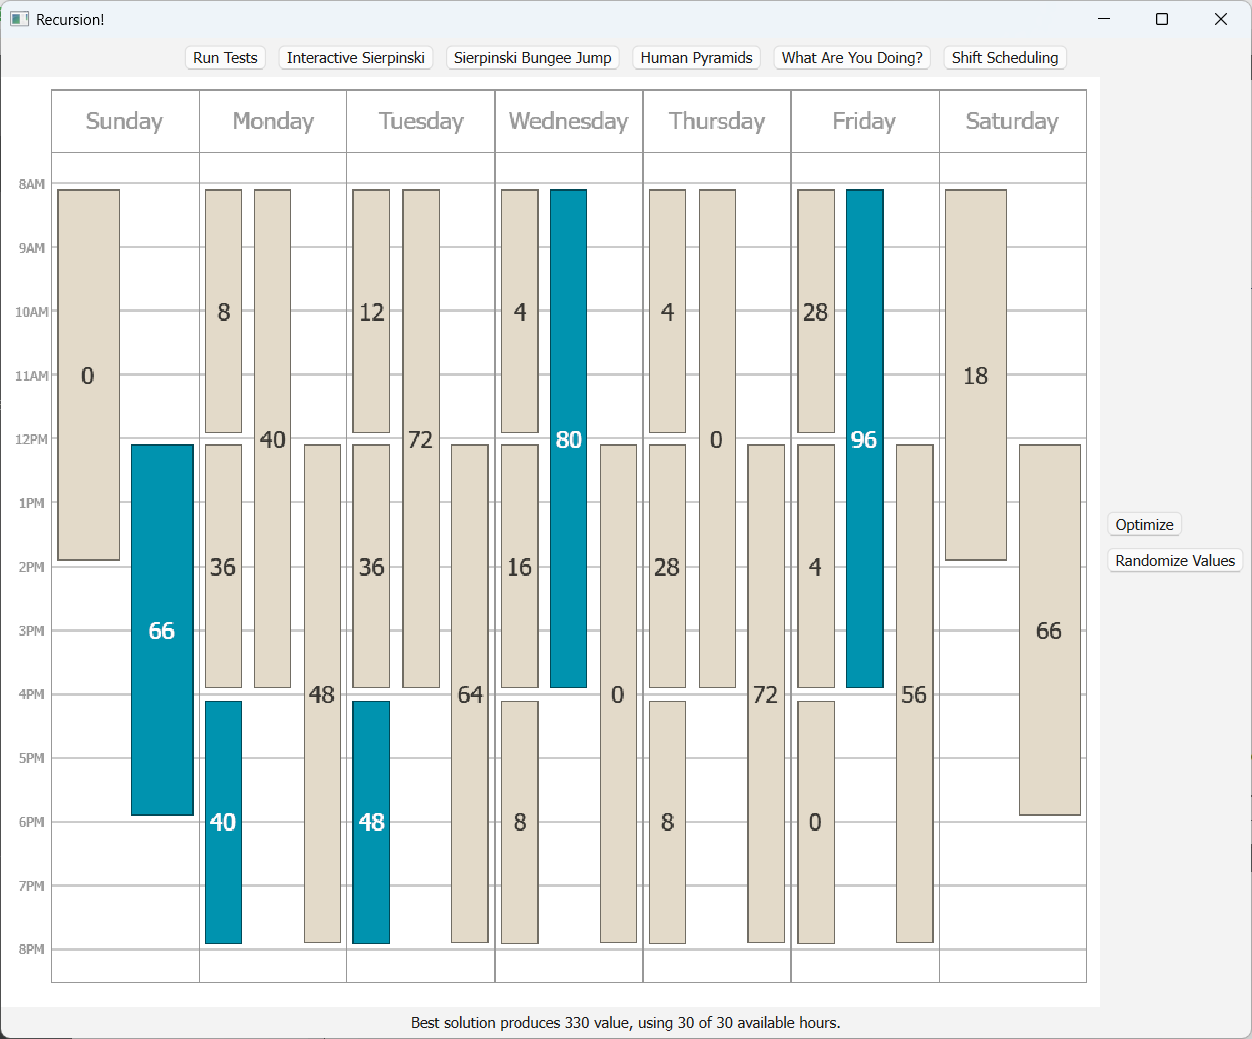 Recursion!
Run Tests Interactive Sierpinski Sierpinski Bungee Jump Human Pyramids What Are You Doing? Shift Scheduling
Sunday Monday Tuesday Wednesday Thursday Friday Saturday
8AM
9AM
10AM 8 12 4 4 28
11AM 0 18
12PM 40 72 80 0 96
1PM
Optimize
2PM 36 36 16 28 4
Randomize Values
3PM 66 66
4PM 48 64 0 72 56
5PM
6PM 40 48 8 8 0
7PM
8PM
Best solution produces 330 value, using 30 of 30 available hours.